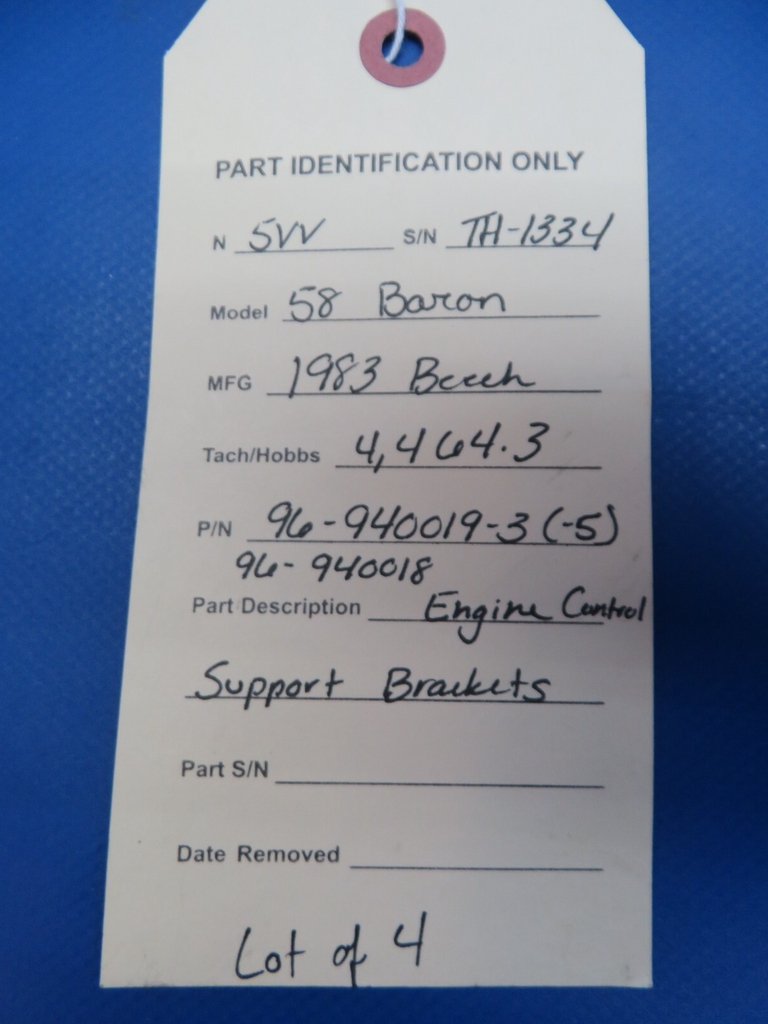 PART IDENTIFICATION ONLY
N 5VV S/N TH-1334
Model 58 Baron
MFG 1983 Beech
Tach/Hobbs 4,464.3
P/N 96-940019-3 (-5)
96-940018
Part Description Engine Control
Support Brackets
Part S/N
Date Removed
Lot of 4